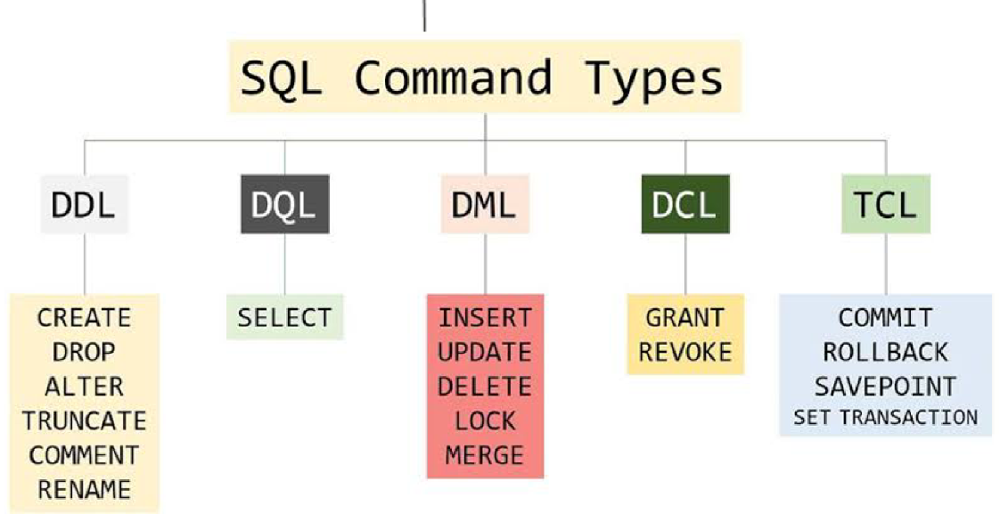 SQL Command Types
DDL
DQL
DML
DCL
TCL
CREATE
DROP
ALTER
TRUNCATE
COMMENT
RENAME
SELECT
INSERT
UPDATE
DELETE
LOCK
MERGE
GRANT
REVOKE
COMMIT
ROLLBACK
SAVEPOINT
SET TRANSACTION